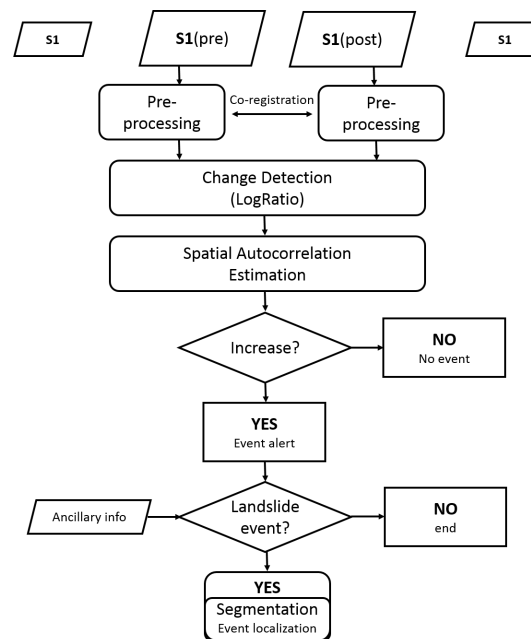 S1
S1(pre)
S1(post)
S1
Pre-
processing
Co-registration
Pre-
processing
Change Detection
(LogRatio)
Spatial Autocorrelation
Estimation
Increase?
NO
No event
YES
Event alert
Ancillary info
Landslide
event?
NO
end
YES
Segmentation
Event localization